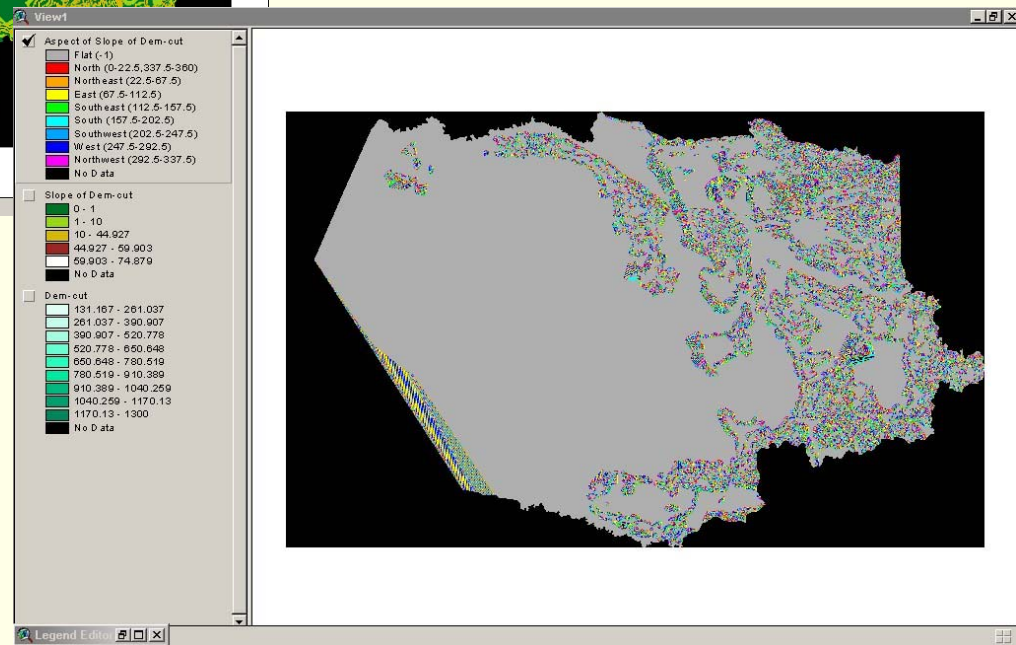 View1
Aspect of Slope of Dem-cut
Flat (-1)
North (0-22.5,337.5-360)
Northeast (22.5-67.5)
East (67.5-112.5)
Southeast (112.5-157.5)
South (157.5-202.5)
Southwest (202.5-247.5)
West (247.5-292.5)
Northwest (292.5-337.5)
No Data
Slope of Dem-cut
0 - 1
1 - 10
10 - 44.927
44.927 - 59.903
59.903 - 74.879
No Data
Dem-cut
131.167 - 261.037
261.037 - 390.907
390.907 - 520.778
520.778 - 650.648
650.648 - 780.519
780.519 - 910.389
910.389 - 1040.259
1040.259 - 1170.13
1170.13 - 1300
No Data
Legend Editor